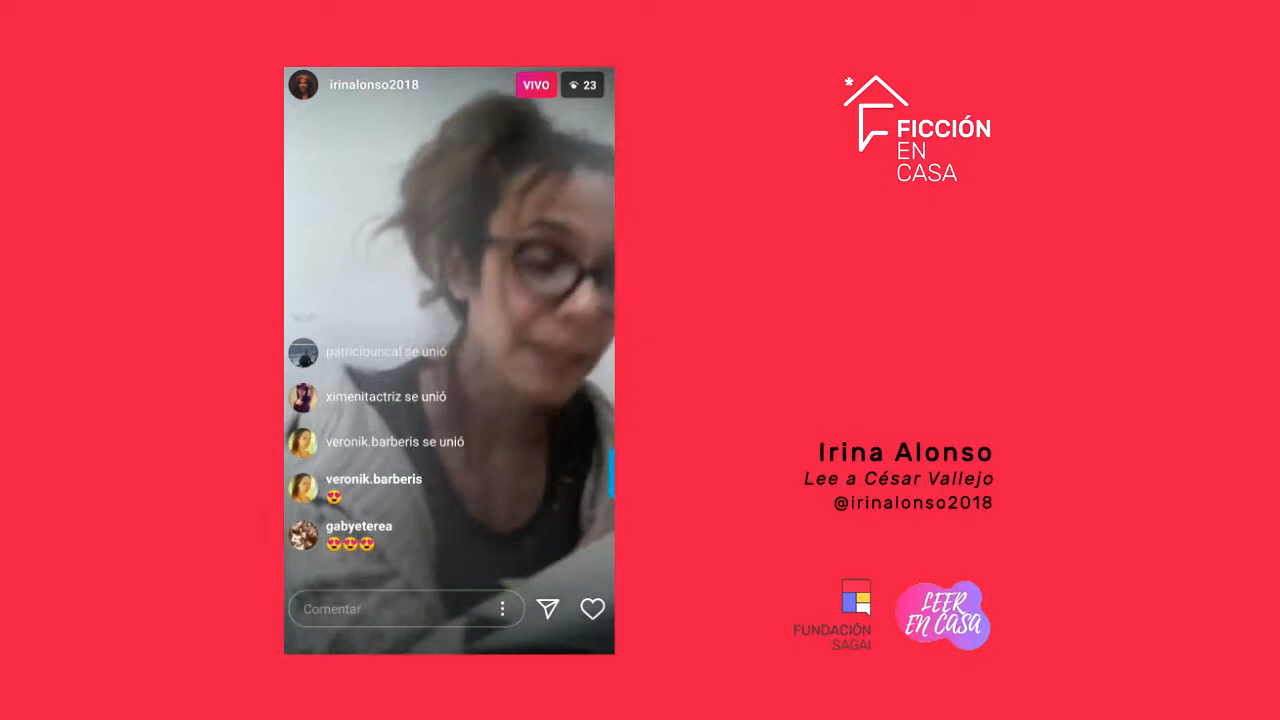 irinalonso2018
VIVO
23
patriciouncal se unió
ximenitactriz se unió
veronik.barberis se unió
veronik.barberis
😍
gabyeterea
😍😍😍
Comentar
* FICCIÓN
EN
CASA
Irina Alonso
Lee a César Vallejo
@irinalonso2018
FUNDACIÓN
SAGAI
LEER
EN CASA